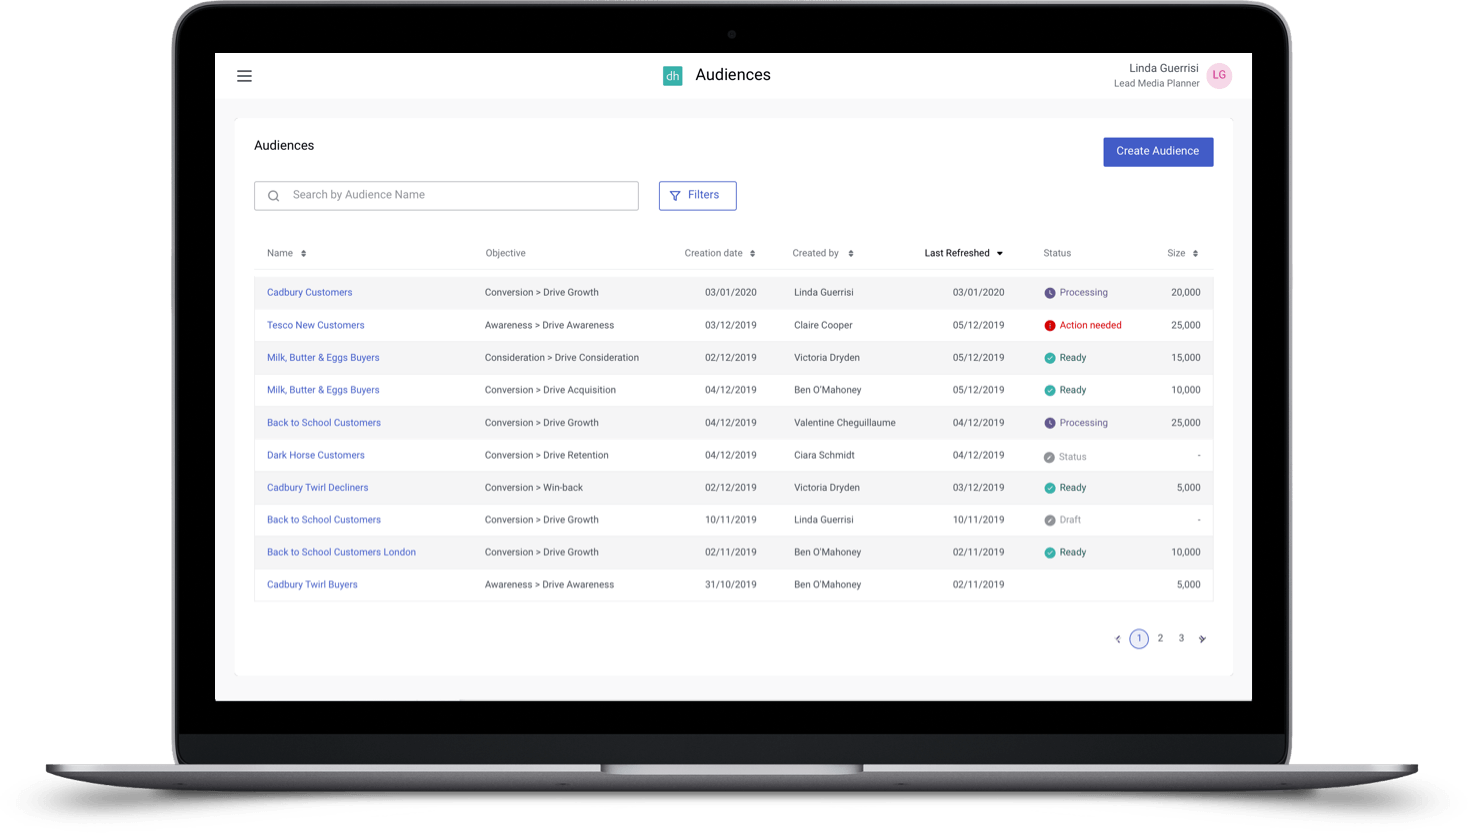 dh Audiences
Linda Guerrisi
Lead Media Planner
LG
Audiences
Create Audience
Search by Audience Name
Filters
Name Objective Creation date Created by Last Refreshed Status Size
Cadbury Customers Conversion > Drive Growth 03/01/2020 Linda Guerrisi 03/01/2020 Processing 20,000
Tesco New Customers Awareness > Drive Awareness 03/12/2019 Claire Cooper 05/12/2019 Action needed 25,000
Milk, Butter & Eggs Buyers Consideration > Drive Consideration 02/12/2019 Victoria Dryden 05/12/2019 Ready 15,000
Milk, Butter & Eggs Buyers Conversion > Drive Acquisition 04/12/2019 Ben O'Mahoney 05/12/2019 Ready 10,000
Back to School Customers Conversion > Drive Growth 04/12/2019 Valentine Cheguillaume 04/12/2019 Processing 25,000
Dark Horse Customers Conversion > Drive Retention 04/12/2019 Ciara Schmidt 04/12/2019 Status -
Cadbury Twirl Decliners Conversion > Win-back 02/12/2019 Victoria Dryden 03/12/2019 Ready 5,000
Back to School Customers Conversion > Drive Growth 10/11/2019 Linda Guerrisi 10/11/2019 Draft -
Back to School Customers London Conversion > Drive Growth 02/11/2019 Ben O'Mahoney 02/11/2019 Ready 10,000
Cadbury Twirl Buyers Awareness > Drive Awareness 31/10/2019 Ben O'Mahoney 02/11/2019 5,000
1 2 3